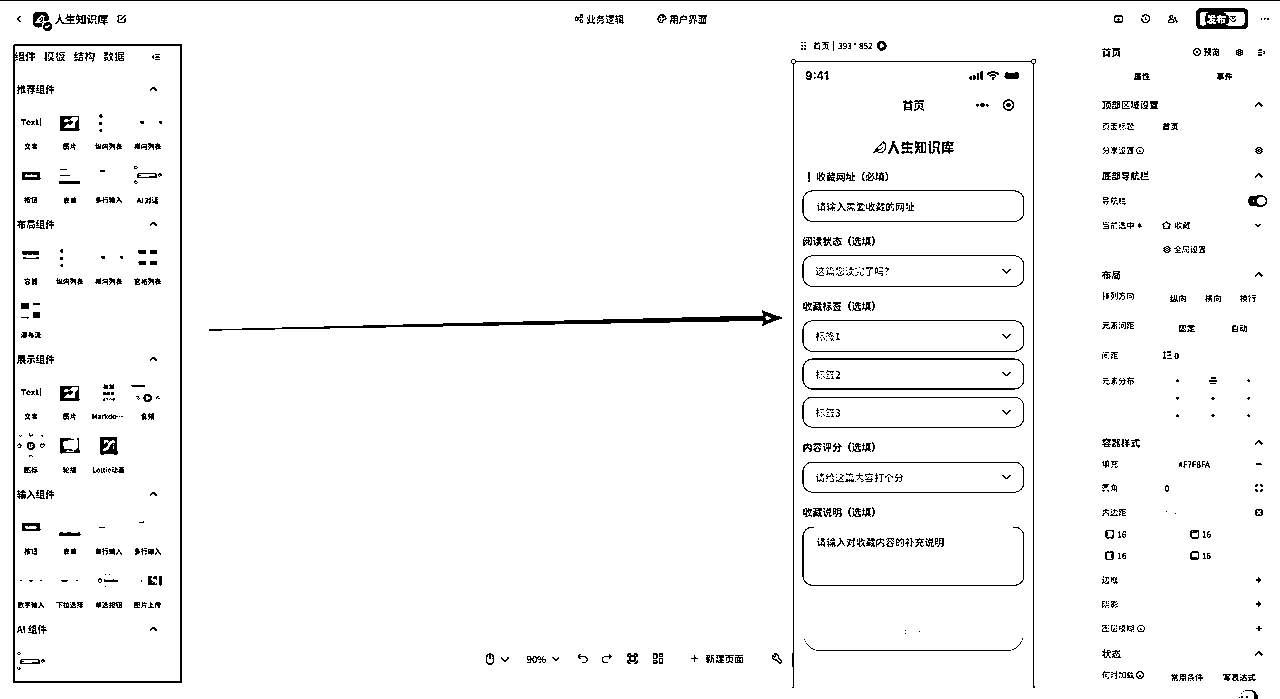 人生知识库
业务逻辑
用户界面
发布
组件 模板 结构 数据
推荐组件
Text
文本 图片 纵向列表 横向列表
按钮 表单 多行输入 AI对话
布局组件
容器 纵向列表 横向列表 宫格列表
瀑布流
展示组件
Text
文本 图片 Markdo··· 视频
图标 轮播 Lottie动画
输入组件
按钮 表单 单行输入 多行输入
数字输入 下拉选择 单选按钮 图片上传
AI 组件
首页 | 393 * 852
9:41
首页
人生知识库
收藏网址（必填）
请输入需要收藏的网址
阅读状态（选填）
这篇您读完了吗?
收藏标签（选填）
标签1
标签2
标签3
内容评分（选填）
请给这篇内容打个分
收藏说明（选填）
请输入对收藏内容的补充说明
90%
+ 新建页面
首页
预览
属性 事件
顶部区域设置
页面标题 首页
分享设置
底部导航栏
导航栏
当前选中 收藏
全局设置
布局
排列方向 纵向 横向 换行
元素间距 固定 自动
间距 0
元素分布
容器样式
填充 #F7F8FA
圆角 0
内边距
16 16
16 16
边框
阴影
图层模糊
状态
何时加载 常用条件 写表达式